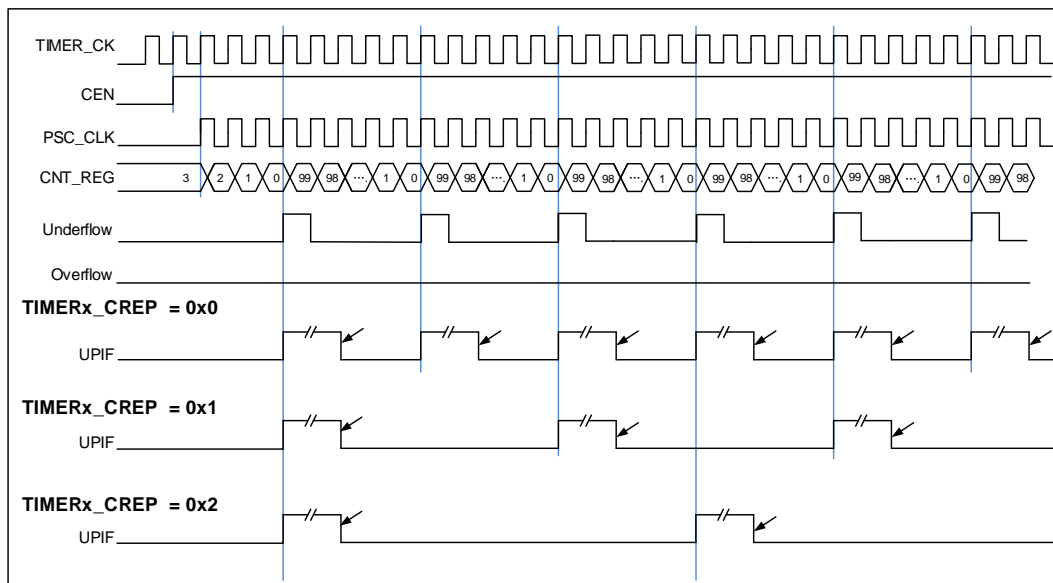 TIMER_CK
CEN
PSC_CLK
CNT_REG 3 2 1 0 99 98 .... 1 0 99 98 .... 1 0 99 98 .... 1 0 99 98 .... 1 0 99 98 .... 1 0 99 98
Underflow
Overflow
TIMERx_CREP = 0x0
UPIF
TIMERx_CREP = 0x1
UPIF
TIMERx_CREP = 0x2
UPIF